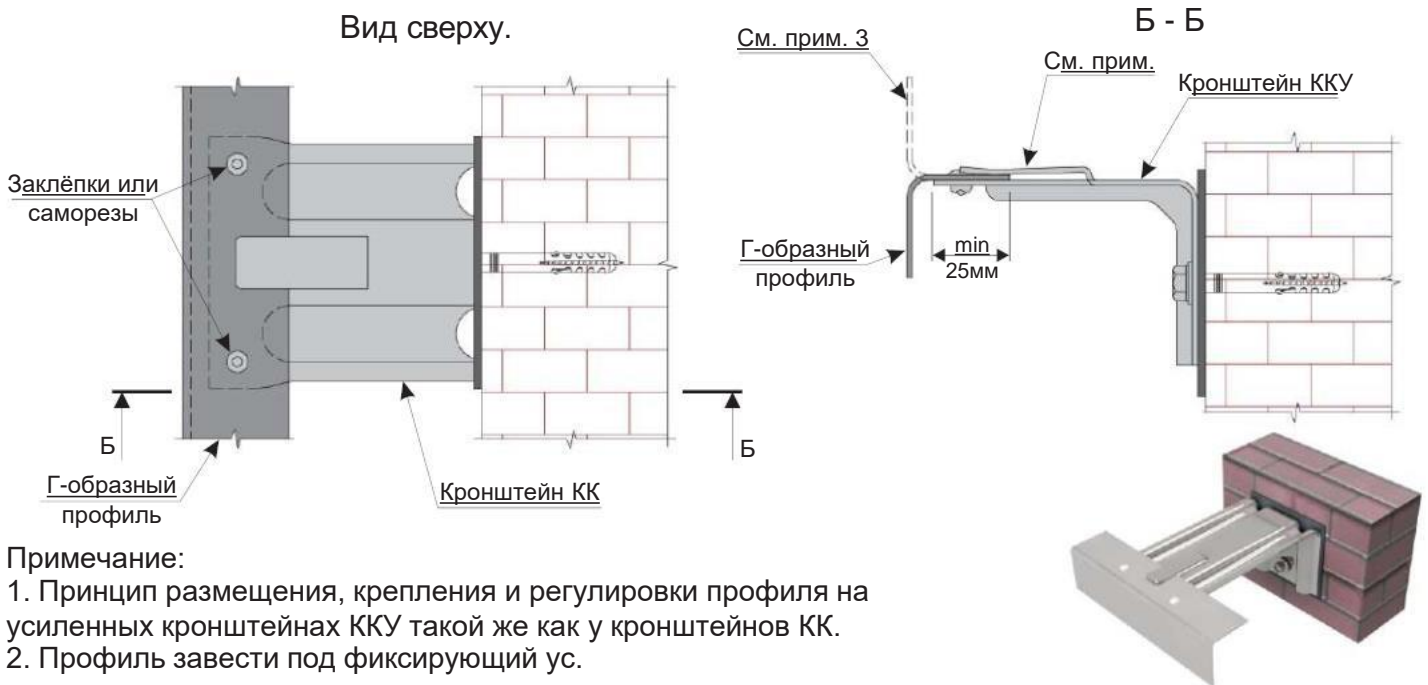 Вид сверху.
Б - Б
См. прим. 3
См. прим.
Кронштейн ККУ
Заклёпки или
саморезы
Г-образный
профиль
min
25мм
Б
Б
Г-образный
профиль
Кронштейн КК
Примечание:
1. Принцип размещения, крепления и регулировки профиля на
усиленных кронштейнах ККУ такой же как у кронштейнов КК.
2. Профиль завести под фиксирующий ус.